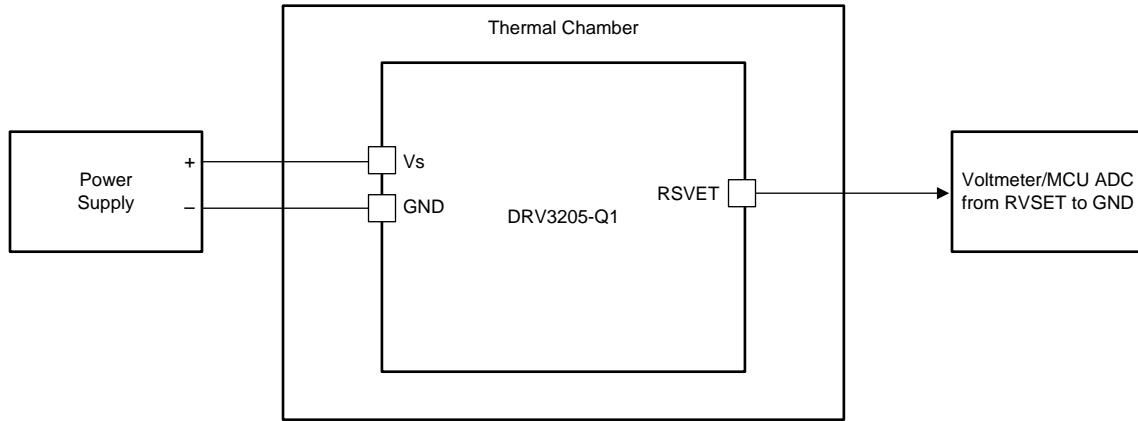 Thermal Chamber
Power
Supply
+
–
Vs
GND
DRV3205-Q1
RSVET
Voltmeter/MCU ADC
from RVSET to GND